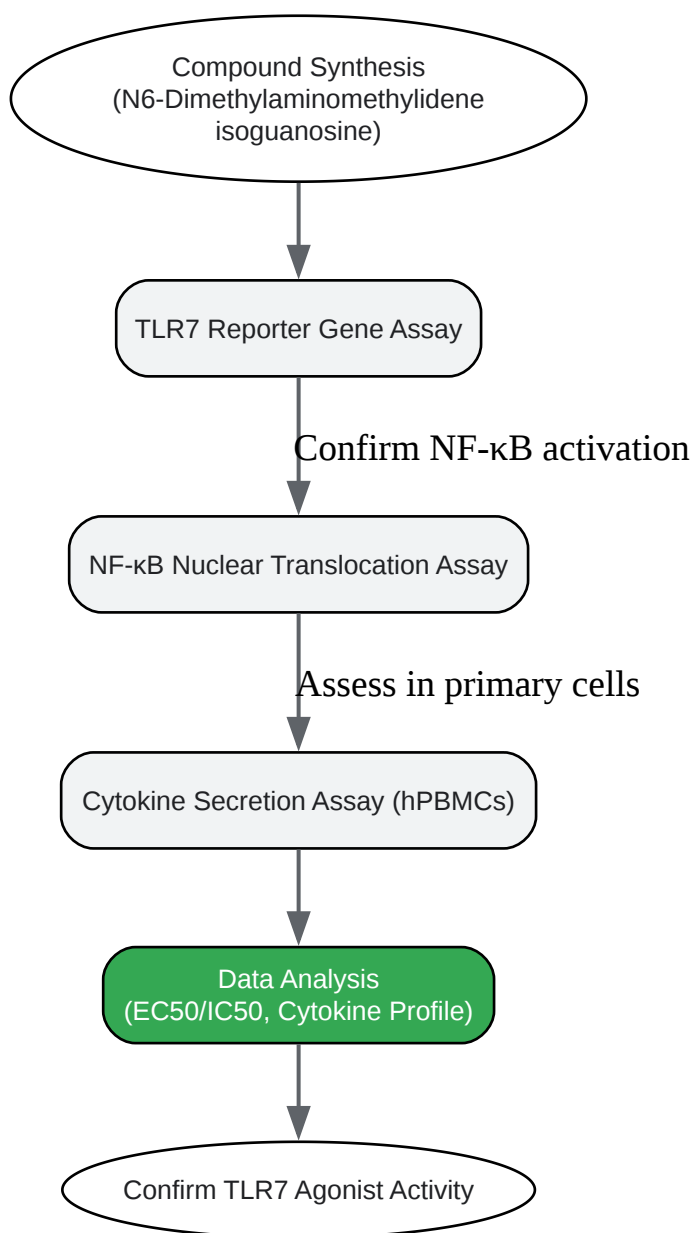 Compound Synthesis
(N6-Dimethylaminomethylidene
isoguanosine)
TLR7 Reporter Gene Assay
Confirm NF-κB activation
NF-κB Nuclear Translocation Assay
Assess in primary cells
Cytokine Secretion Assay (hPBMCs)
Data Analysis
(EC50/IC50, Cytokine Profile)
Confirm TLR7 Agonist Activity